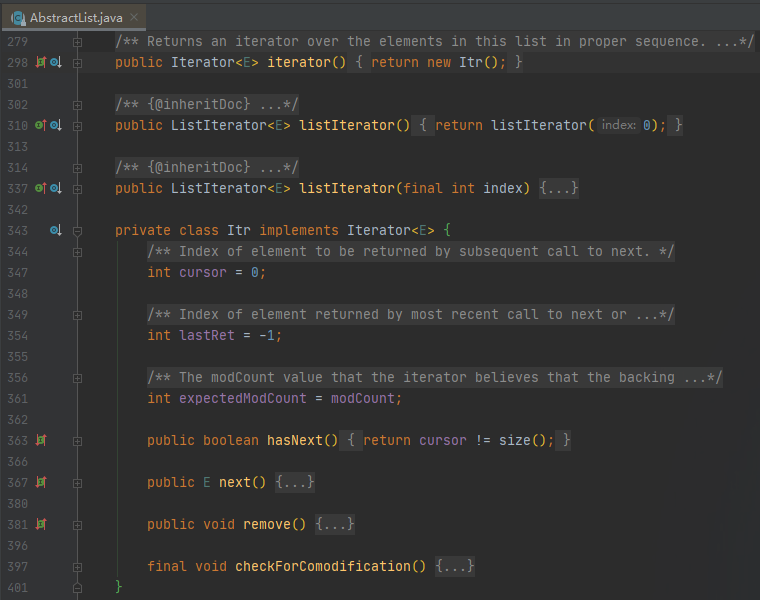 AbstractList.java
279 /** Returns an iterator over the elements in this list in proper sequence. ...*/
298 public Iterator<E> iterator() { return new Itr(); }
301
302 /** {@inheritDoc} ...*/
310 public ListIterator<E> listIterator() { return listIterator( index: 0); }
313
314 /** {@inheritDoc} ...*/
337 public ListIterator<E> listIterator(final int index) {...}
342
343 private class Itr implements Iterator<E> {
344 /** Index of element to be returned by subsequent call to next. */
347 int cursor = 0;
348
349 /** Index of element returned by most recent call to next or ...*/
354 int lastRet = -1;
355
356 /** The modCount value that the iterator believes that the backing ...*/
361 int expectedModCount = modCount;
362
363 public boolean hasNext() { return cursor != size(); }
366
367 public E next() {...}
380
381 public void remove() {...}
396
397 final void checkForComodification() {...}
401 }